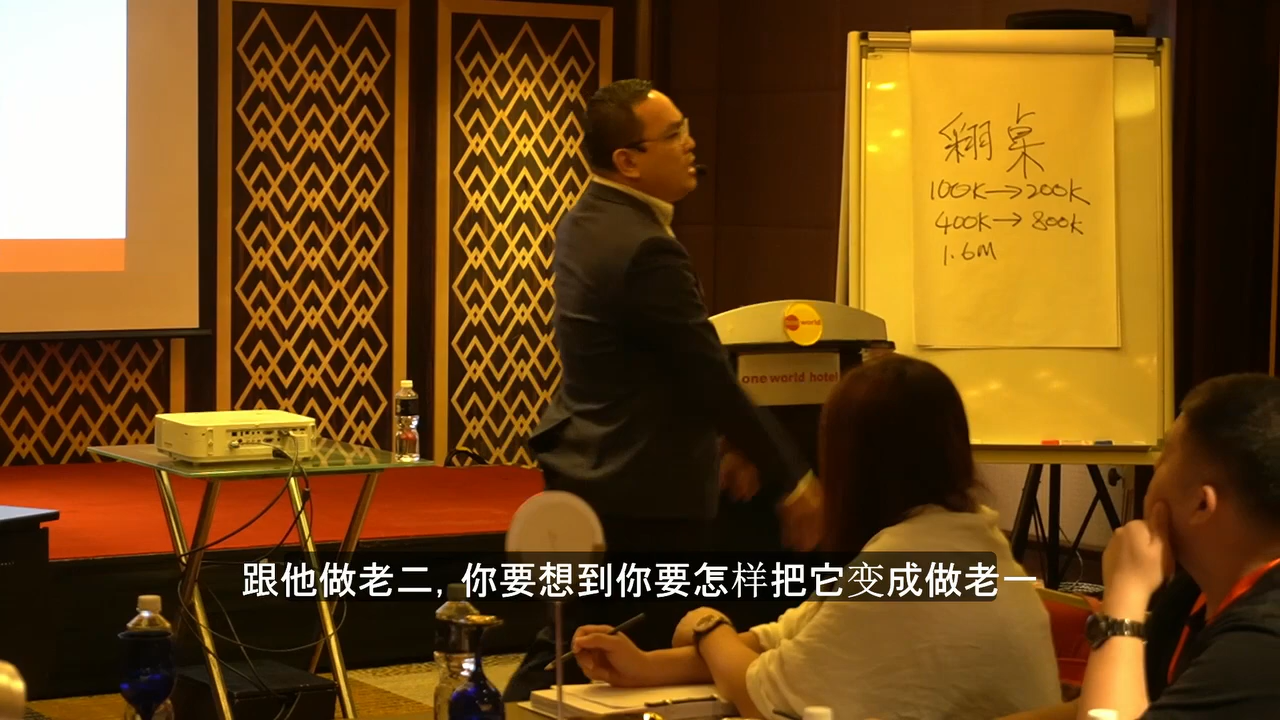 翻桌
100K→200K
400K→800K
1.6M
one world hotel
跟他做老二, 你要想到你要怎样把它变成做老一